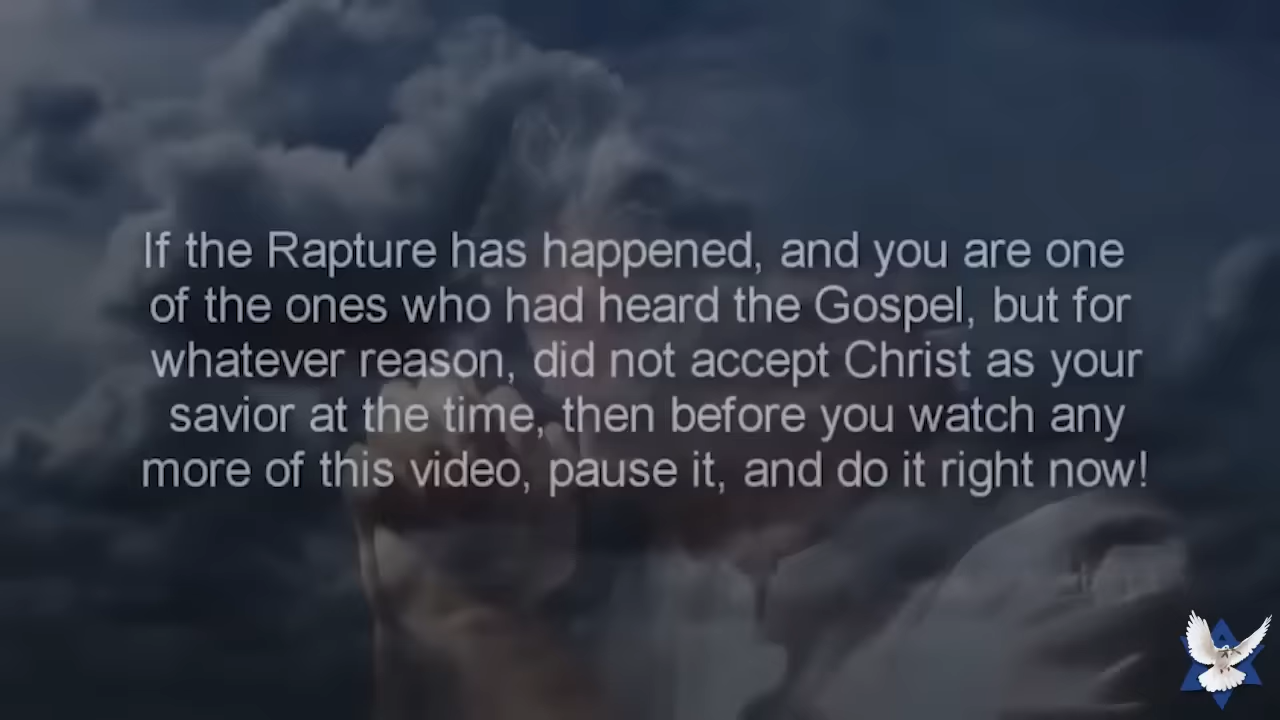 If the Rapture has happened, and you are one
of the ones who had heard the Gospel, but for
whatever reason, did not accept Christ as your
savior at the time, then before you watch any
more of this video, pause it, and do it right now!